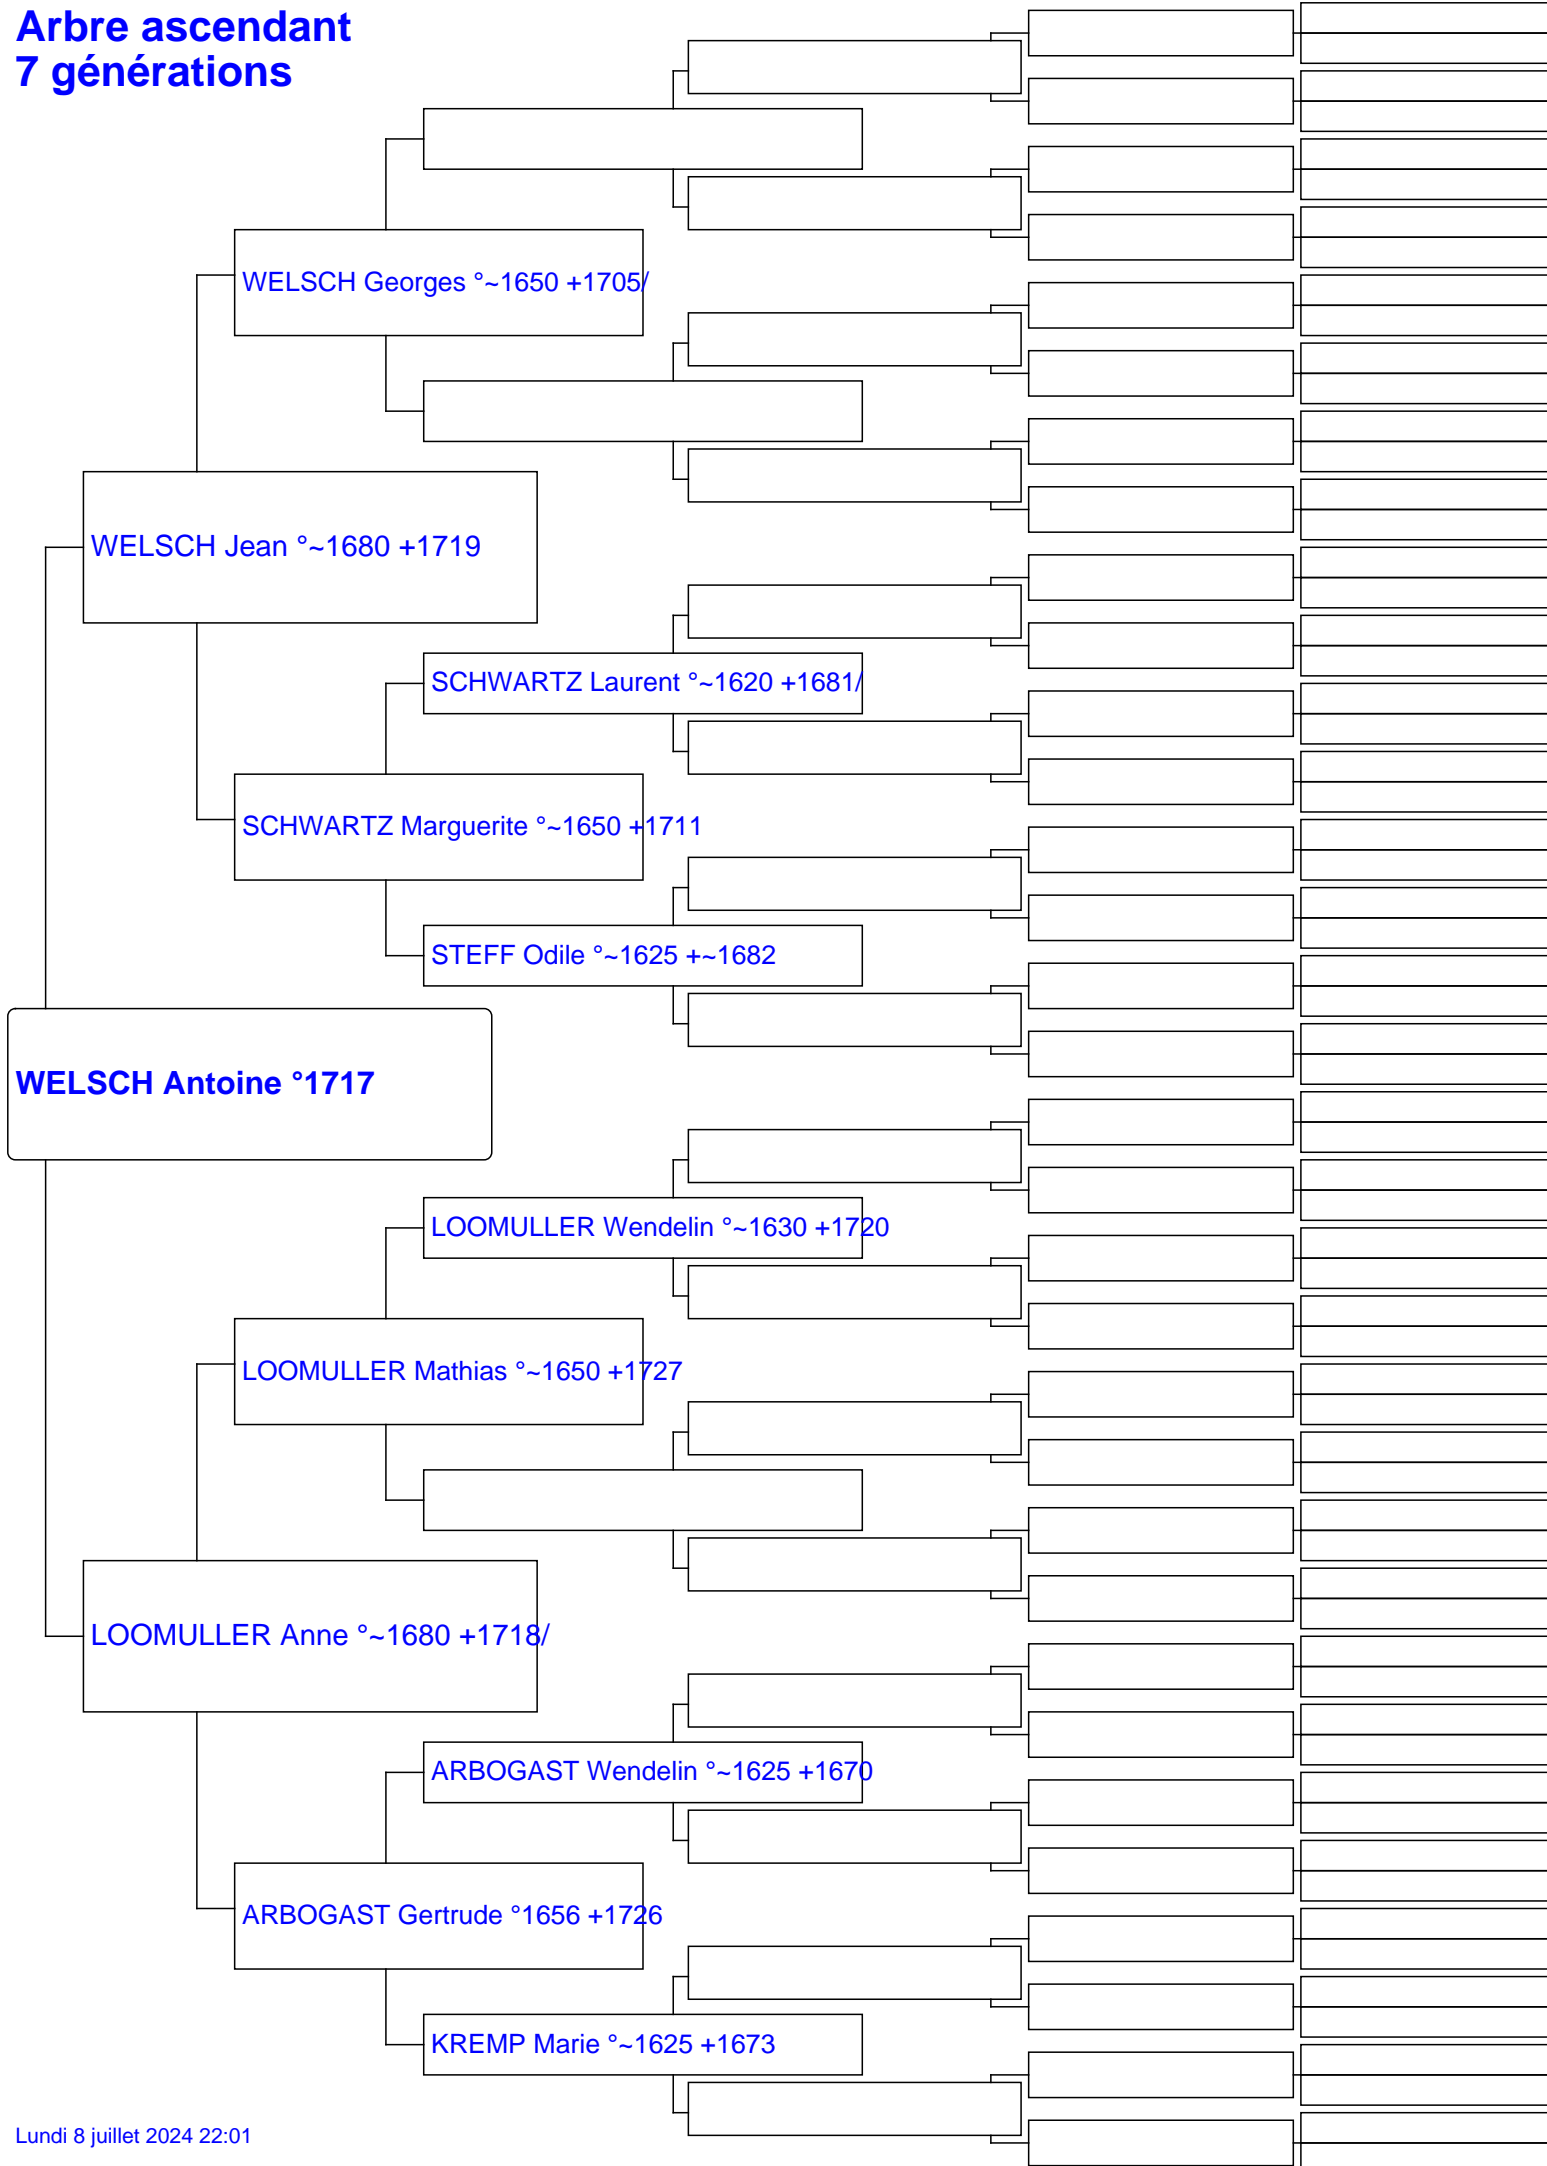 Arbre ascendant
7 générations
WELSCH Georges °~1650 +1705/
WELSCH Jean °~1680 +1719
SCHWARTZ Laurent °~1620 +1681/
SCHWARTZ Marguerite °~1650 +1711
STEFF Odile °~1625 +~1682
WELSCH Antoine °1717
LOOMULLER Wendelin °~1630 +1720
LOOMULLER Mathias °~1650 +1727
LOOMULLER Anne °~1680 +1718/
ARBOGAST Wendelin °~1625 +1670
ARBOGAST Gertrude °1656 +1726
KREMP Marie °~1625 +1673
Lundi 8 juillet 2024 22:01